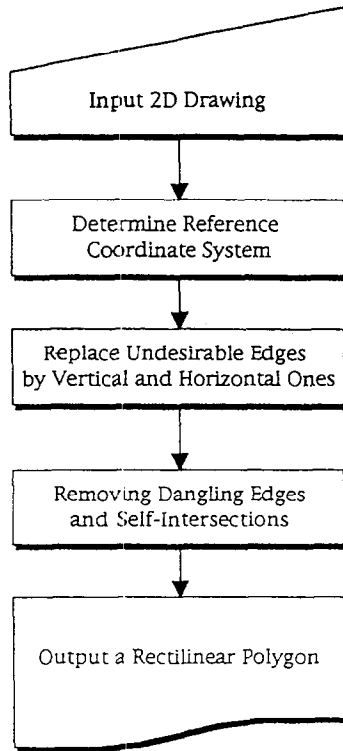 Input 2D Drawing
Determine Reference
Coordinate System
Replace Undesirable Edges
by Vertical and Horizontal Ones
Removing Dangling Edges
and Self-Intersections
Output a Rectilinear Polygon